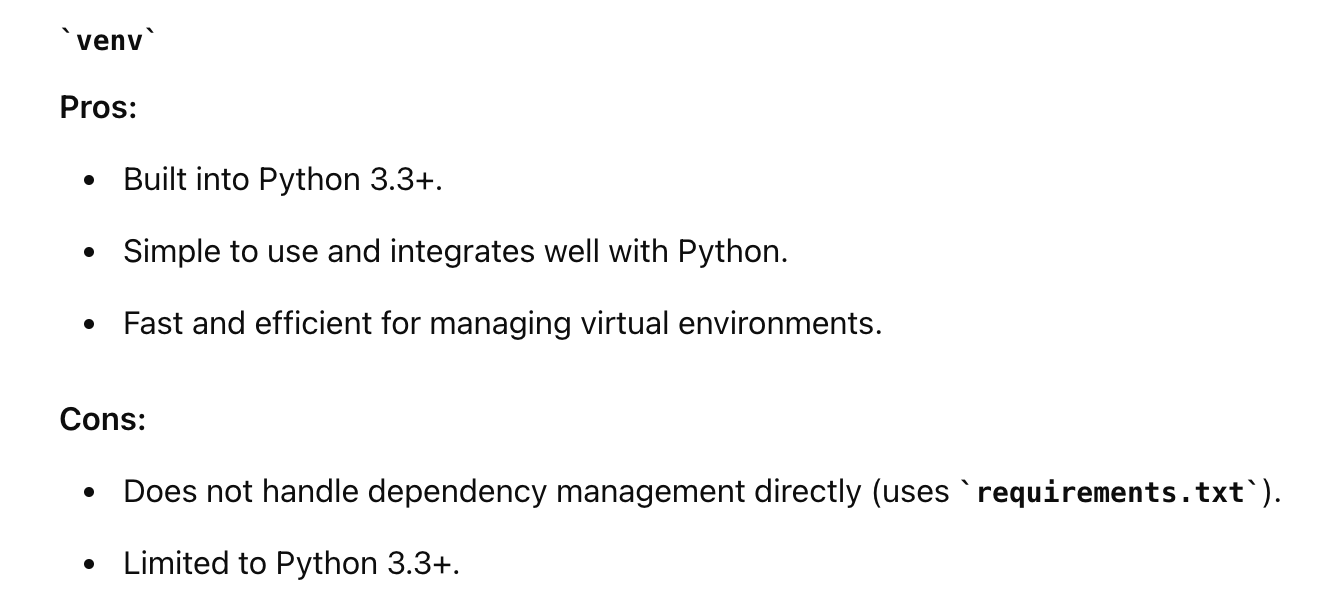 `venv`
Pros:
• Built into Python 3.3+.
• Simple to use and integrates well with Python.
• Fast and efficient for managing virtual environments.
Cons:
• Does not handle dependency management directly (uses `requirements.txt`).
• Limited to Python 3.3+.